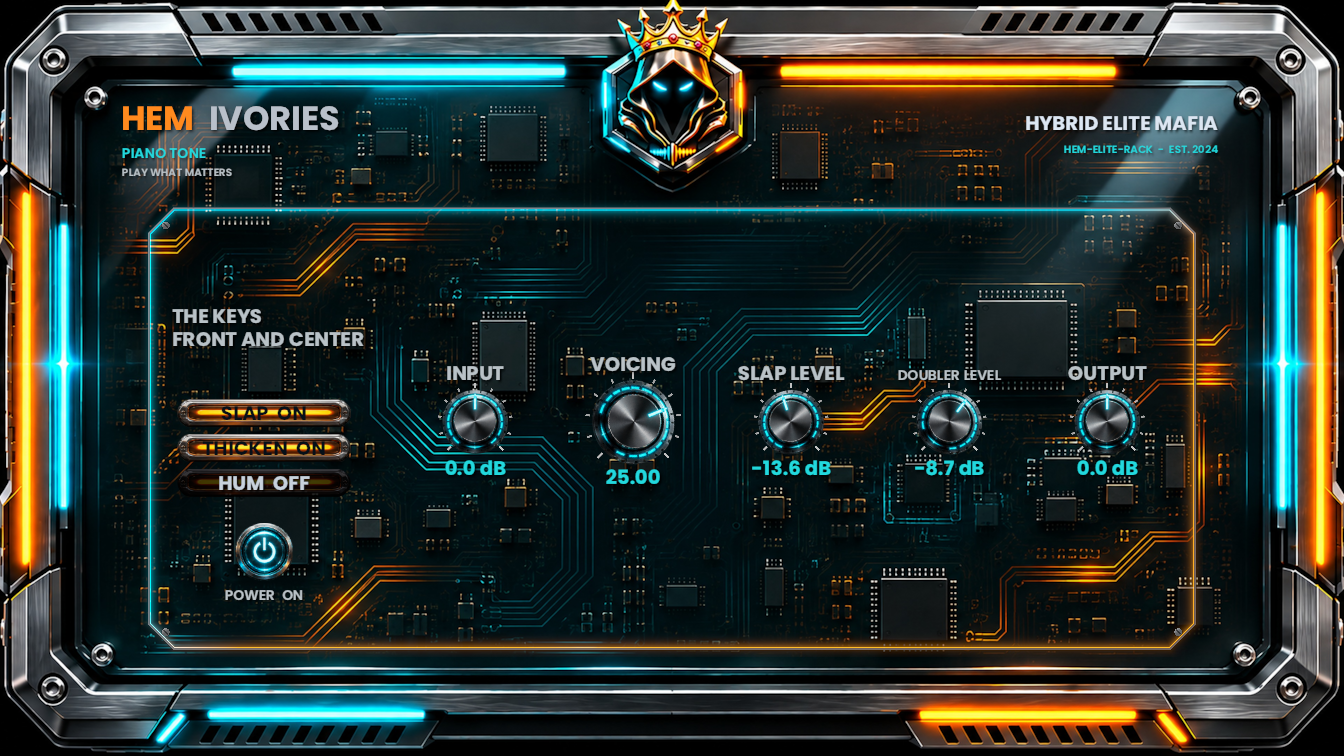 HEM IVORIES
PIANO TONE
PLAY WHAT MATTERS
HYBRID ELITE MAFIA
HEM-ELITE-RACK - EST. 2024
THE KEYS
FRONT AND CENTER
SLAP ON
THICKEN ON
HUM OFF
POWER ON
INPUT
0.0 dB
VOICING
25.00
SLAP LEVEL
-13.6 dB
DOUBLER LEVEL
-8.7 dB
OUTPUT
0.0 dB